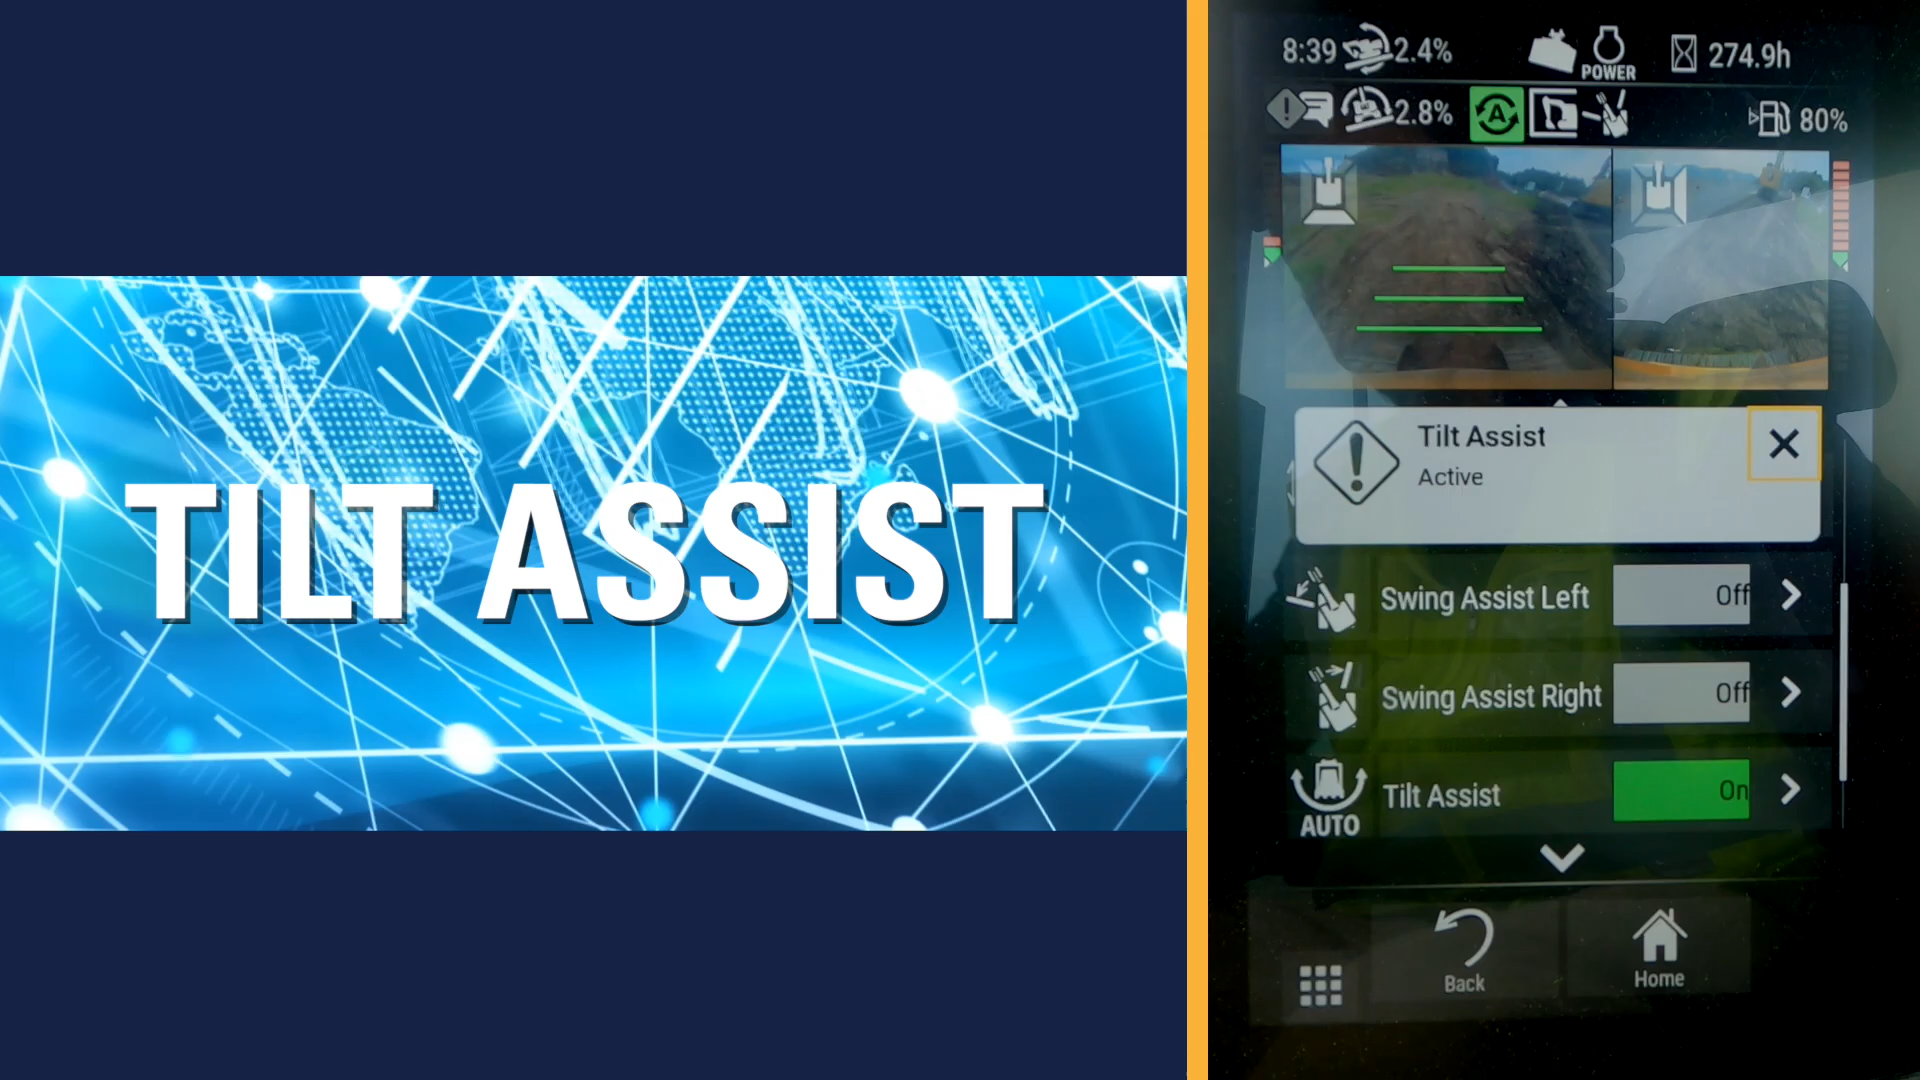 TILT ASSIST
8:39 2.4% POWER 274.9h
2.8% A 80%
Tilt Assist
Active
Swing Assist Left Off
Swing Assist Right Off
Tilt Assist On
AUTO
Back Home